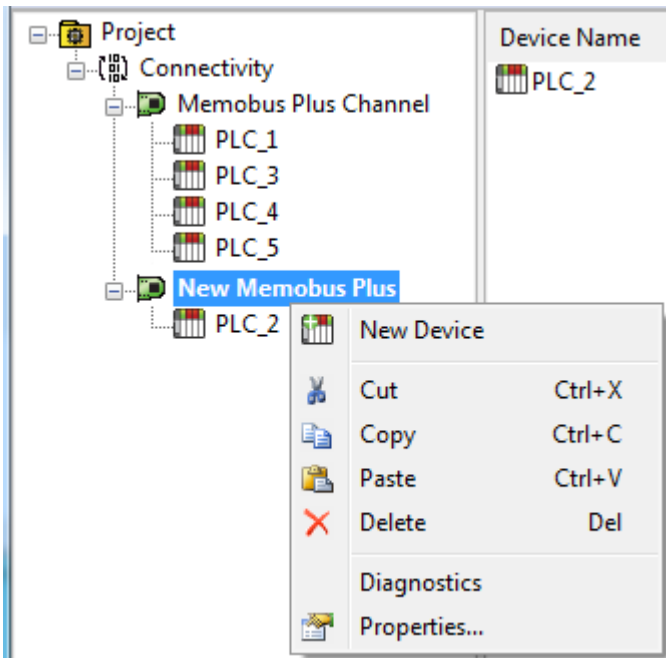 Project
Connectivity
Memobus Plus Channel
PLC_1
PLC_3
PLC_4
PLC_5
New Memobus Plus
PLC_2
Device Name
PLC_2
New Device
Cut Ctrl+X
Copy Ctrl+C
Paste Ctrl+V
Delete Del
Diagnostics
Properties...